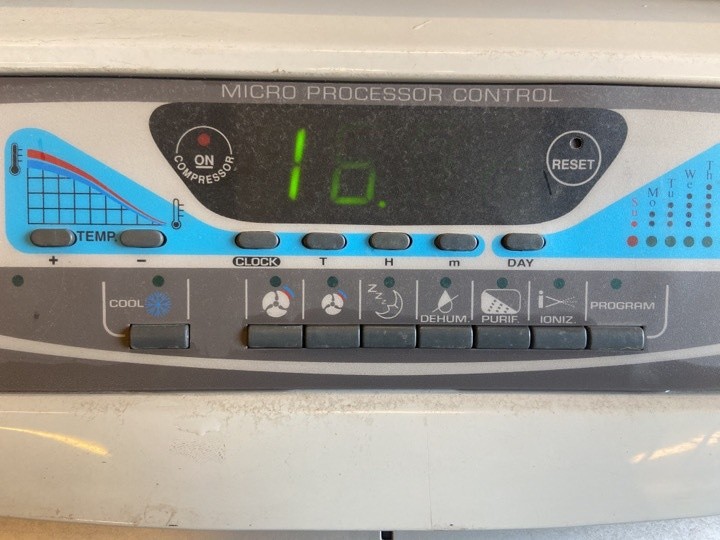 MICRO PROCESSOR CONTROL
ON
COMPRESSOR
1o.
RESET
Su Mo Tu We Th
TEMP.
+ -
CLOCK T H m DAY
COOL
z z z
DEHUM. PURIF. i IONIZ. PROGRAM